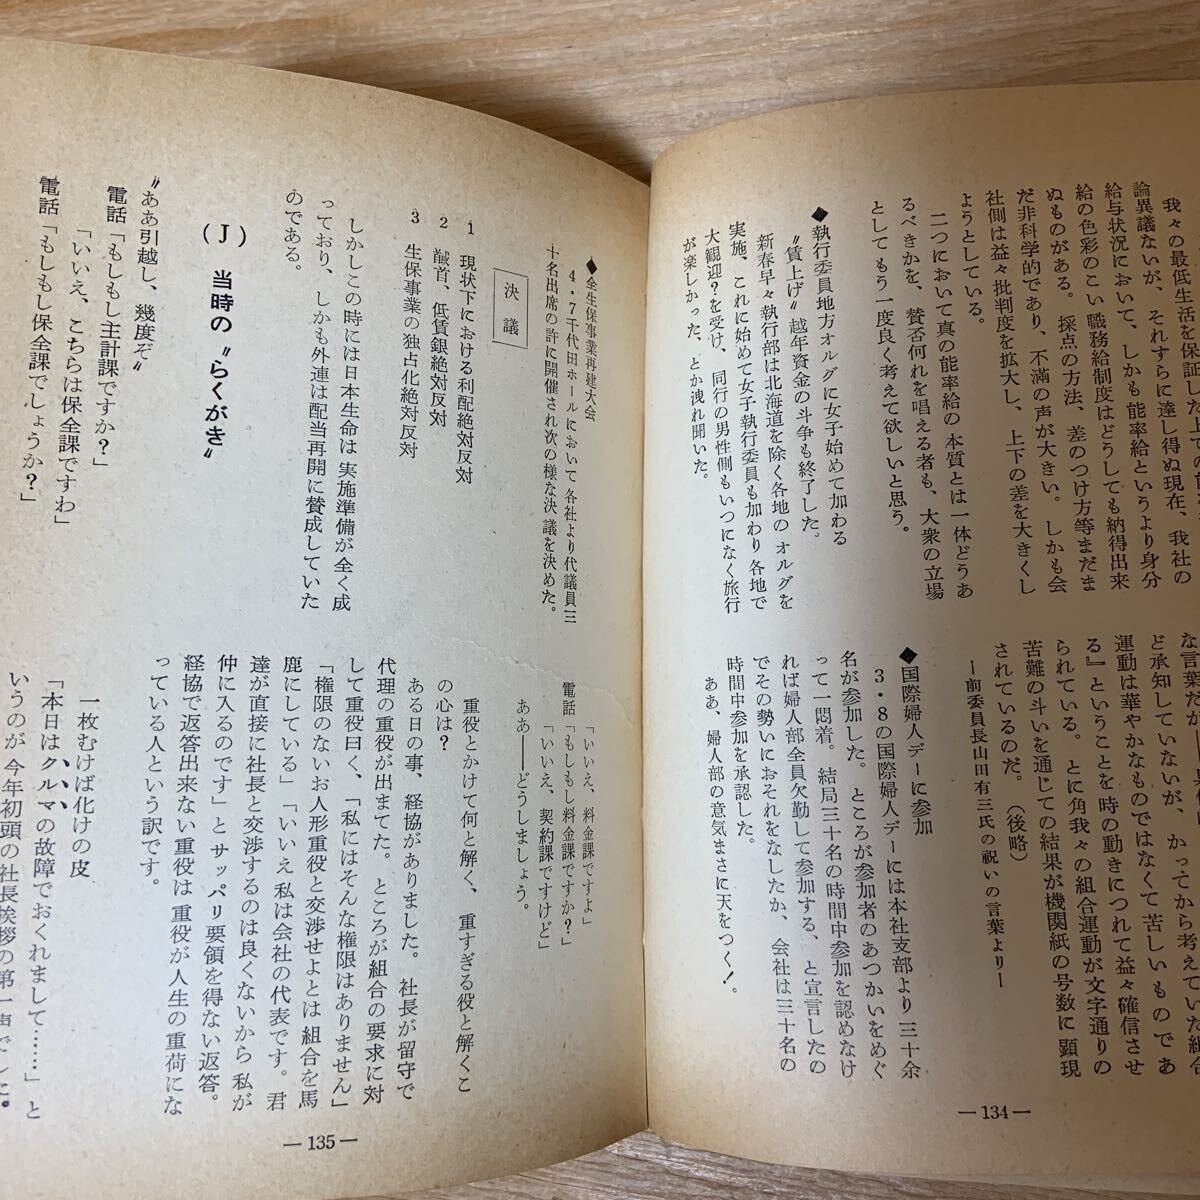 我々の最低生活を保証した上での
論異議ないが、それすらに達し得ぬ現在、我社の
給与状況において、しかも能率給というより身分
給の色彩のこい職務給制度はどうしても納得出来
ぬものがある。採点の方法、差のつけ方等まだま
だ非科学的であり、不滿の声が大きい。しかも会
社側は益々批判度を拡大し、上下の差を大きくし
ようとしている。
二つにおいて真の能率給の本質とは一体どうあ
るべきかを、賛否何れを唱える者も、大衆の立場
としてもう一度良く考えて欲しいと思う。
◆執行委員地方オルグに女子始めて加わる
〝賃上げ〟越年資金の斗争も終了した。
新春早々執行部は北海道を除く各地のオルグを
実施、これに始めて女子執行委員も加わり各地で
大観迎？を受け、同行の男性側もいつになく旅行
が楽しかった、とか洩れ聞いた。
な言葉だが――
ど承知していないが、かってから考えていた組合
運動は華やかなものではなくて苦しいものであ
る』ということを時の動きにつれて益々確信させ
られている。とに角我々の組合運動が文字通りの
苦難の斗いを通じての結果が機関紙の号数に顕現
されているのだ。（後略）
―前委員長山田有三氏の祝いの言葉より―
◆国際婦人デーに参加
3・8の国際婦人デーには本社支部より三十余
名が参加した。ところが参加者のあつかいをめぐ
って一悶着。結局三十名の時間中参加を認めなけ
れば婦人部全員欠勤して参加する、と宣言したの
でその勢いにおそれをなしたか、会社は三十名の
時間中参加を承認した。
ああ、婦人部の意気まさに天をつく！。
―134―
◆全生保事業再建大会
4・7千代田ホールにおいて各社より代議員三
十名出席の許に開催され次の様な決議を決めた。
決議
1 現状下における利配絶対反対
2 馘首、低賃銀絶対反対
3 生保事業の独占化絶対反対
しかしこの時には日本生命は実施準備が全く成
っており、しかも外連は配当再開に賛成していた
のである。
（J） 当時の〝らくがき〟
〝ああ引越し、幾度ぞ〟
電話「もしもし主計課ですか？」
「いいえ、こちらは保全課ですわ」
電話「もしもし保全課でしょうか？」
「いいえ、料金課ですよ」
電話「もしもし料金課ですか？」
「いいえ、契約課ですけど」
ああ――どうしましょう。
重役とかけて何と解く、重すぎる役と解くこ
の心は？
ある日の事、経協がありました。社長が留守で
代理の重役が出まてた。ところが組合の要求に対
して重役曰く、「私にはそんな権限はありません」
「権限のないお人形重役と交渉せよとは組合を馬
鹿にしている」「いいえ私は会社の代表です。君
達が直接に社長と交渉するのは良くないから私が
仲に入るのです」とサッパリ要領を得ない返答。
経協で返答出来ない重役は重役が人生の重荷にな
っている人という訳です。
一枚むけば化けの皮
「本日はクルマの故障でおくれまして……」と
いうのが今年初頭の社長挨拶の第一声でした。
―135―